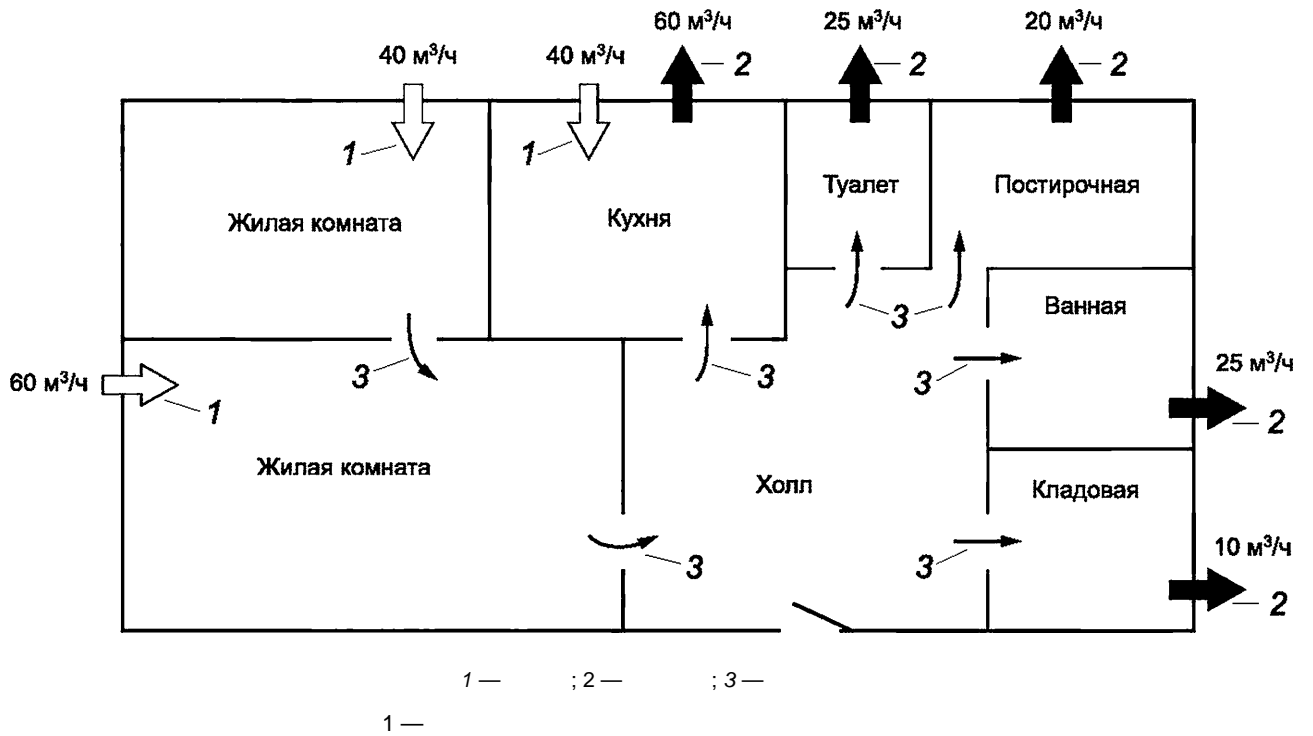 60 м³/ч 25 м³/ч 20 м³/ч
40 м³/ч 40 м³/ч — 2 — 2 — 2
1 1
Туалет Постирочная
Жилая комната Кухня
3 Ванная
60 м³/ч 1 3 3 3 25 м³/ч
— 2
Жилая комната Холл Кладовая
3 3 10 м³/ч
— 2
1 — ; 2 — ; 3 —
1 —